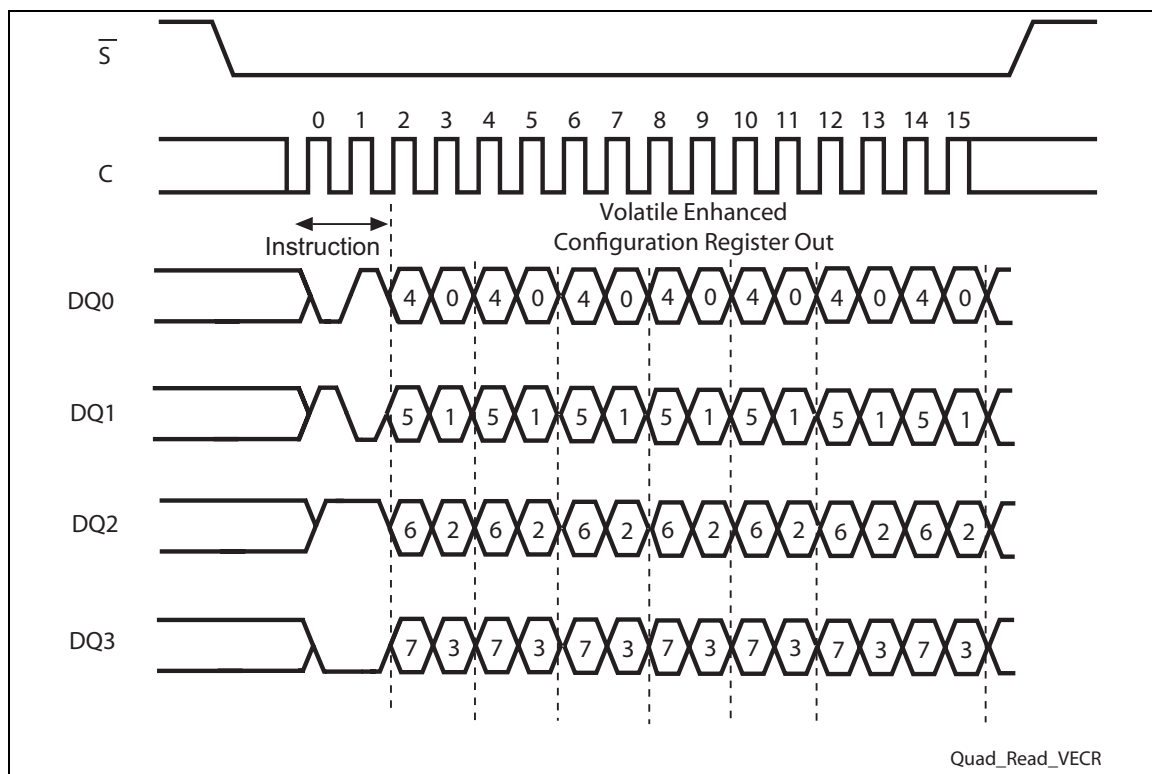 S
0 1 2 3 4 5 6 7 8 9 10 11 12 13 14 15
C
Volatile Enhanced
Instruction Configuration Register Out
DQ0 4 0 4 0 4 0 4 0 4 0 4 0 4 0
DQ1 5 1 5 1 5 1 5 1 5 1 5 1 5 1
DQ2 6 2 6 2 6 2 6 2 6 2 6 2 6 2
DQ3 7 3 7 3 7 3 7 3 7 3 7 3 7 3
Quad_Read_VECR